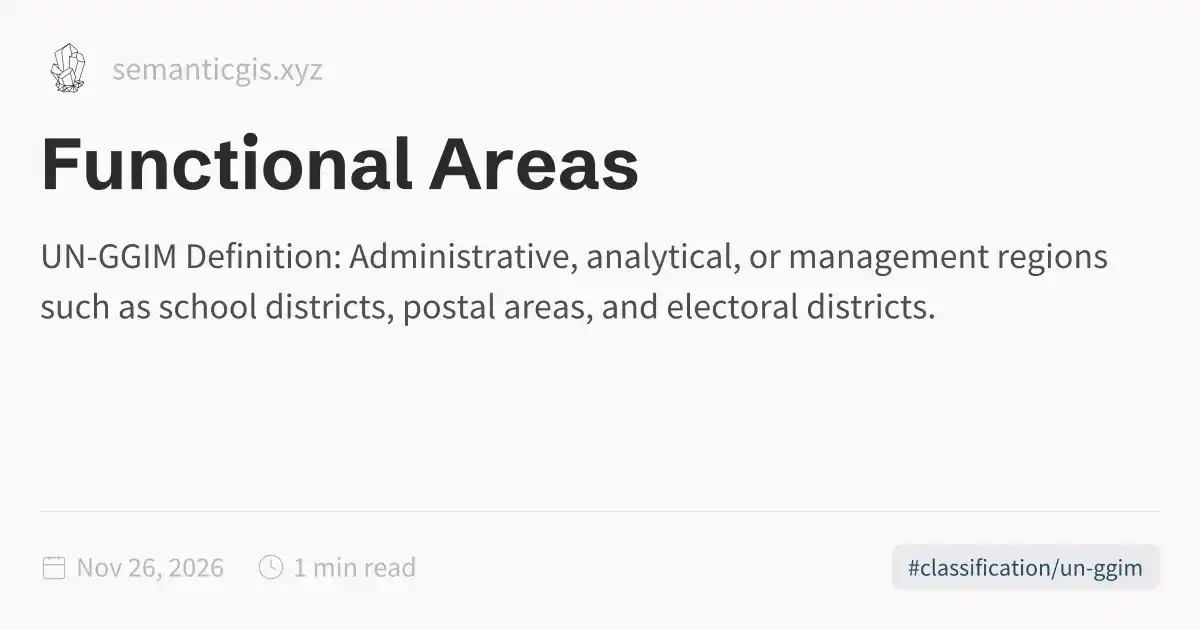 semanticgis.xyz
Functional Areas
UN-GGIM Definition: Administrative, analytical, or management regions
such as school districts, postal areas, and electoral districts.
Nov 26, 2026 1 min read #classification/un-ggim